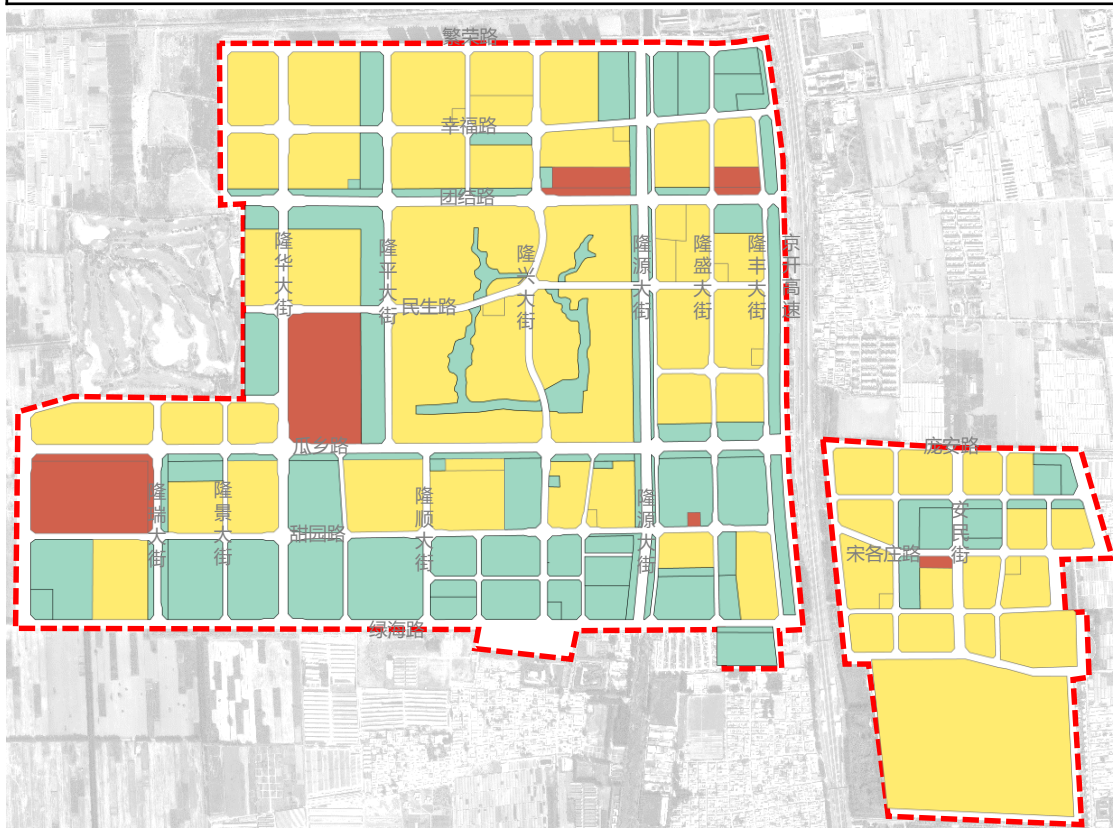 繁荣路
幸福路
团结路
隆华大街
隆平大街
隆兴大街
隆源大街
隆盛大街
隆丰大街
京开高速
民生路
瓜乡路
庞安路
隆瑞大街
隆景大街
甜园路
隆顺大街
隆源大街
安民街
宋各庄路
绿海路